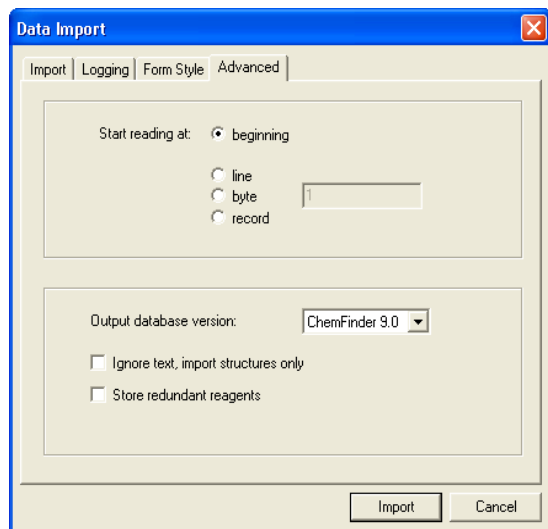 Data Import
Import Logging Form Style Advanced
Start reading at: beginning
line
byte 1
record
Output database version: ChemFinder 9.0
Ignore text, import structures only
Store redundant reagents
Import Cancel